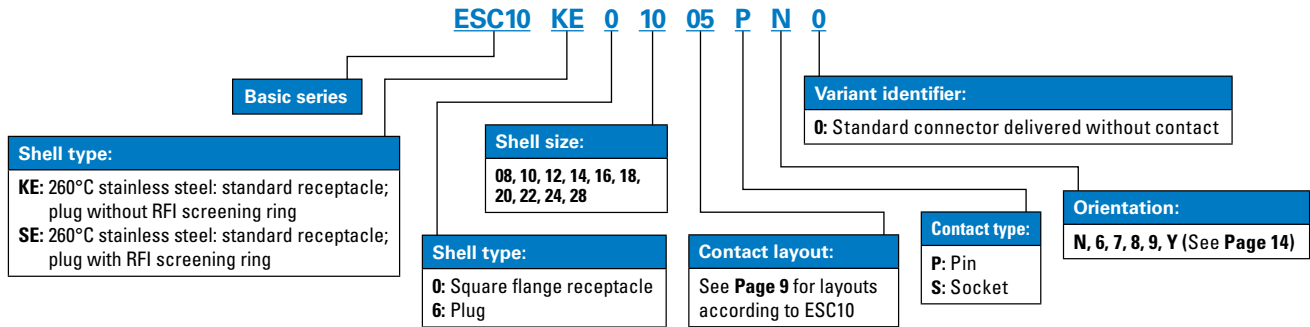 ESC10 KE 0 10 05 P N 0
Basic series
Shell type:
KE: 260°C stainless steel: standard receptacle;
plug without RFI screening ring
SE: 260°C stainless steel: standard receptacle;
plug with RFI screening ring
Shell type:
0: Square flange receptacle
6: Plug
Shell size:
08, 10, 12, 14, 16, 18,
20, 22, 24, 28
Contact layout:
See Page 9 for layouts
according to ESC10
Contact type:
P: Pin
S: Socket
Orientation:
N, 6, 7, 8, 9, Y (See Page 14)
Variant identifier:
0: Standard connector delivered without contact